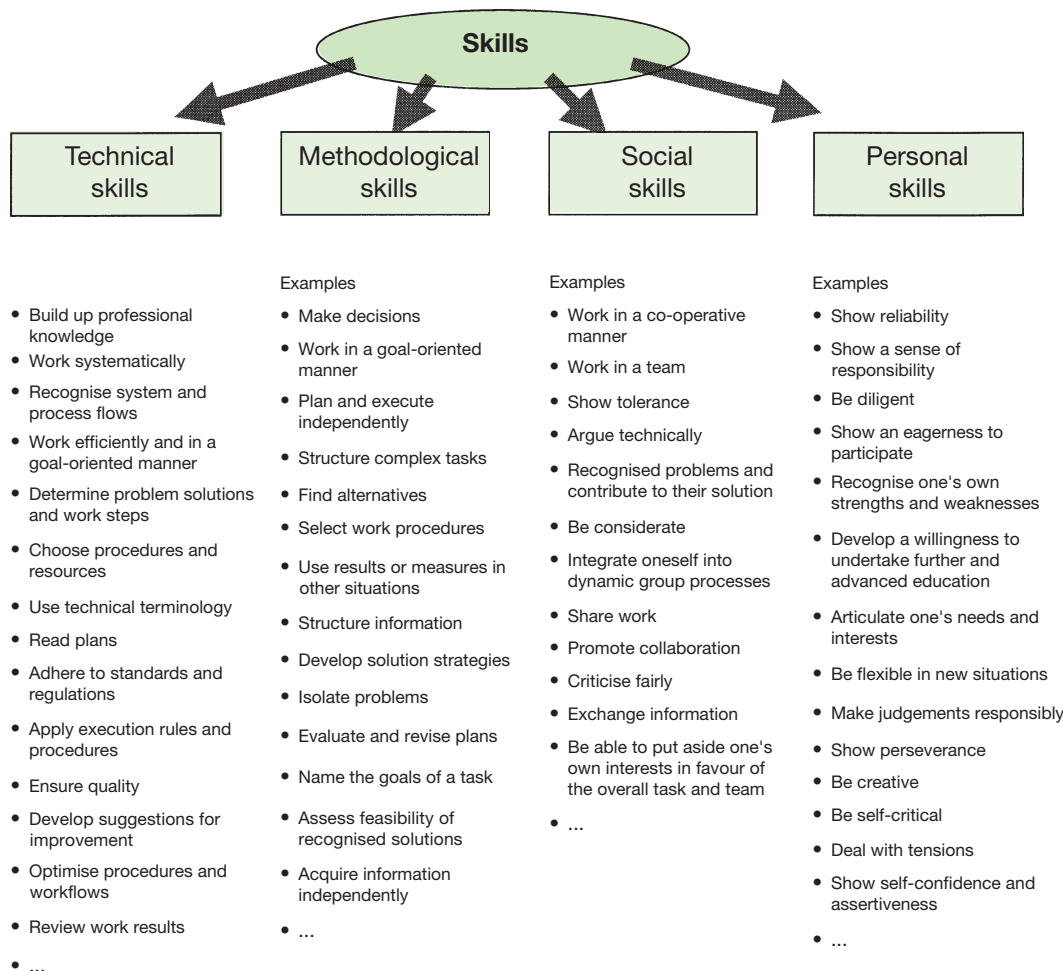 Skills
Technical
skills
Methodological
skills
Social
skills
Personal
skills
• Build up professional
knowledge
• Work systematically
• Recognise system and
process flows
• Work efficiently and in a
goal-oriented manner
• Determine problem solutions
and work steps
• Choose procedures and
resources
• Use technical terminology
• Read plans
• Adhere to standards and
regulations
• Apply execution rules and
procedures
• Ensure quality
• Develop suggestions for
improvement
• Optimise procedures and
workflows
• Review work results
• ...
Examples
• Make decisions
• Work in a goal-oriented
manner
• Plan and execute
independently
• Structure complex tasks
• Find alternatives
• Select work procedures
• Use results or measures in
other situations
• Structure information
• Develop solution strategies
• Isolate problems
• Evaluate and revise plans
• Name the goals of a task
• Assess feasibility of
recognised solutions
• Acquire information
independently
• ...
Examples
• Work in a co-operative
manner
• Work in a team
• Show tolerance
• Argue technically
• Recognised problems and
contribute to their solution
• Be considerate
• Integrate oneself into
dynamic group processes
• Share work
• Promote collaboration
• Criticise fairly
• Exchange information
• Be able to put aside one's
own interests in favour of
the overall task and team
• ...
Examples
• Show reliability
• Show a sense of
responsibility
• Be diligent
• Show an eagerness to
participate
• Recognise one's own
strengths and weaknesses
• Develop a willingness to
undertake further and
advanced education
• Articulate one's needs and
interests
• Be flexible in new situations
• Make judgements responsibly
• Show perseverance
• Be creative
• Be self-critical
• Deal with tensions
• Show self-confidence and
assertiveness
• ...